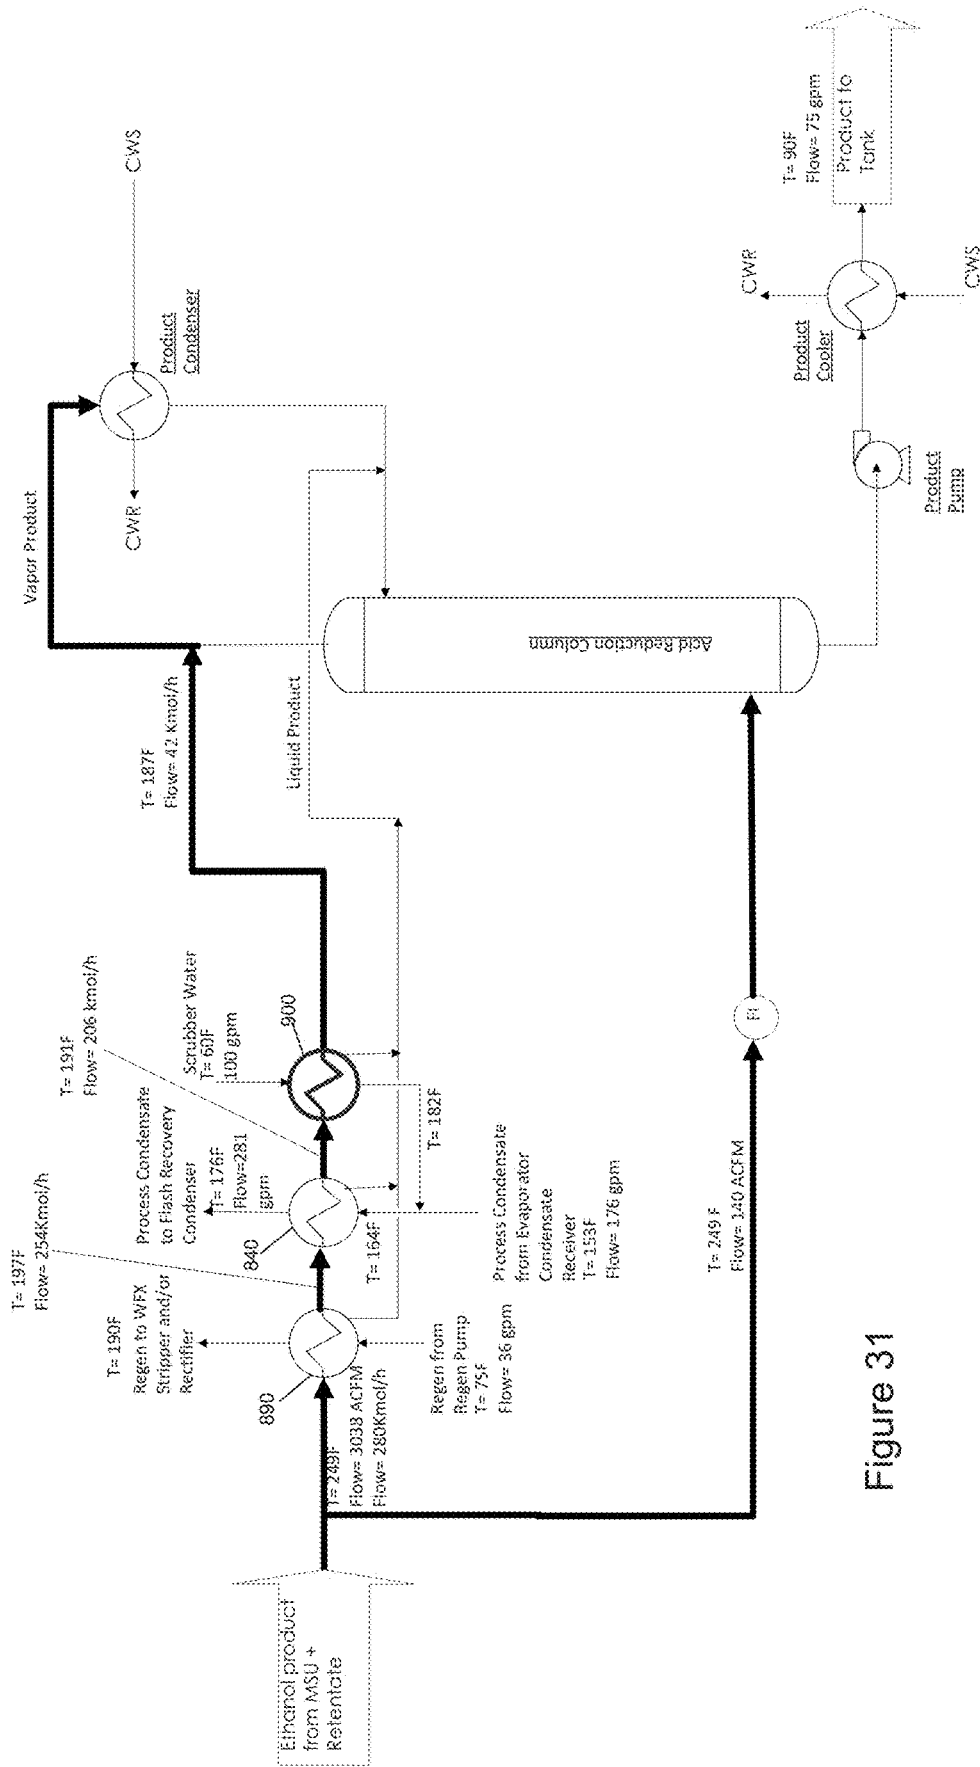 Ethanol product
from MSU +
Retentate
T= 249F
Flow= 3038 ACFM
Flow= 280Kmol/h
890
T= 190F
Regen to WFX
Stripper and/or
Rectifier
Regen from
Regen Pump
T= 75F
Flow= 36 gpm
T= 197F
Flow= 254Kmol/h
840
Process Condensate
to Flash Recovery
Condenser
T= 176F
Flow=281
gpm
T=164F
Process Condensate
from Evaporator
Condensate
Receiver
T= 153F
Flow= 176 gpm
T= 191F
Flow= 206 kmol/h
Scrubber Water
T= 60F
100 gpm
900
T= 182F
T= 187F
Flow= 42 Kmol/h
Vapor Product
Liquid Product
CWR
CWS
Product
Condenser
Acid Reduction Column
T= 249 F
Flow= 140 ACFM
FI
Product
Pump
Product
Cooler
CWR
CWS
T= 90F
Flow= 75 gpm
Product to
Tank
Figure 31